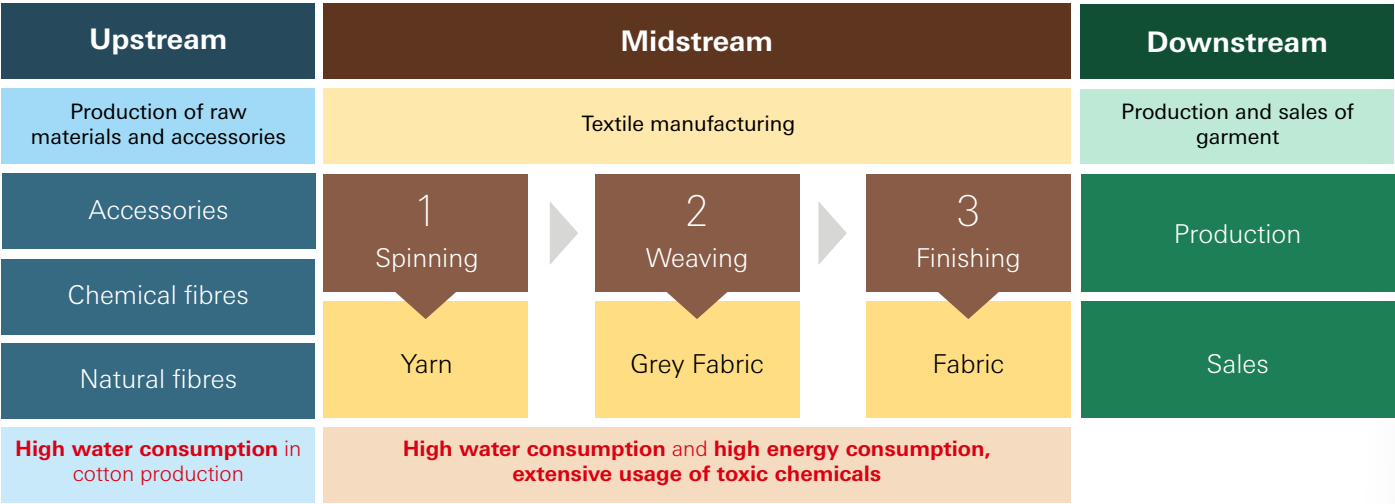 Upstream
Midstream
Downstream
Production of raw
materials and accessories
Textile manufacturing
Production and sales of
garment
Accessories
Chemical fibres
Natural fibres
1
Spinning
Yarn
2
Weaving
Grey Fabric
3
Finishing
Fabric
Production
Sales
High water consumption in
cotton production
High water consumption and high energy consumption,
extensive usage of toxic chemicals